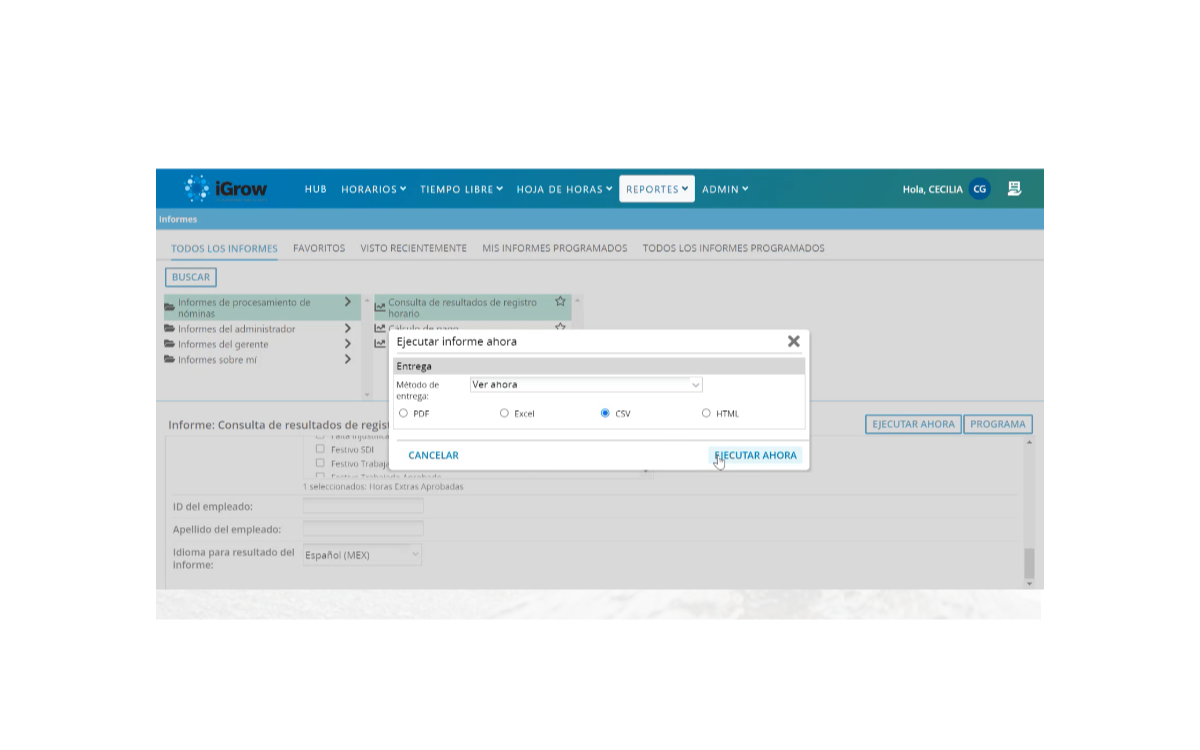 iGrow
HUB HORARIOS TIEMPO LIBRE HOJA DE HORAS REPORTES ADMIN Hola, CECILIA CG
Informes
TODOS LOS INFORMES FAVORITOS VISTO RECIENTEMENTE MIS INFORMES PROGRAMADOS TODOS LOS INFORMES PROGRAMADOS
BUSCAR
Informes de procesamiento de
nóminas
Informes del administrador
Informes del gerente
Informes sobre mí
Consulta de resultados de registro
horario
Cálculo de pago
Ejecutar informe ahora
Entrega
Método de
entrega:
Ver ahora
PDF Excel CSV HTML
CANCELAR EJECUTAR AHORA
Informe: Consulta de resultados de regist
EJECUTAR AHORA PROGRAMA
Festivo SDI
Festivo Trabaja
Festivo Trabajado Aprobada
1 seleccionados: Horas Extras Aprobadas
ID del empleado:
Apellido del empleado:
Idioma para resultado del
informe:
Español (MEX)